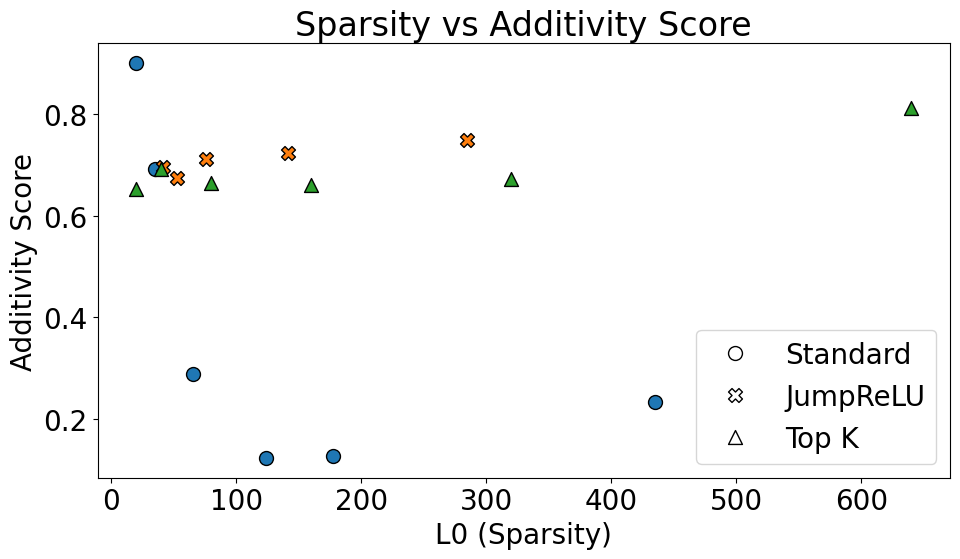 Sparsity vs Additivity Score
Additivity Score
0.8
0.6
0.4
0.2
Standard
JumpReLU
Top K
0 100 200 300 400 500 600
L0 (Sparsity)